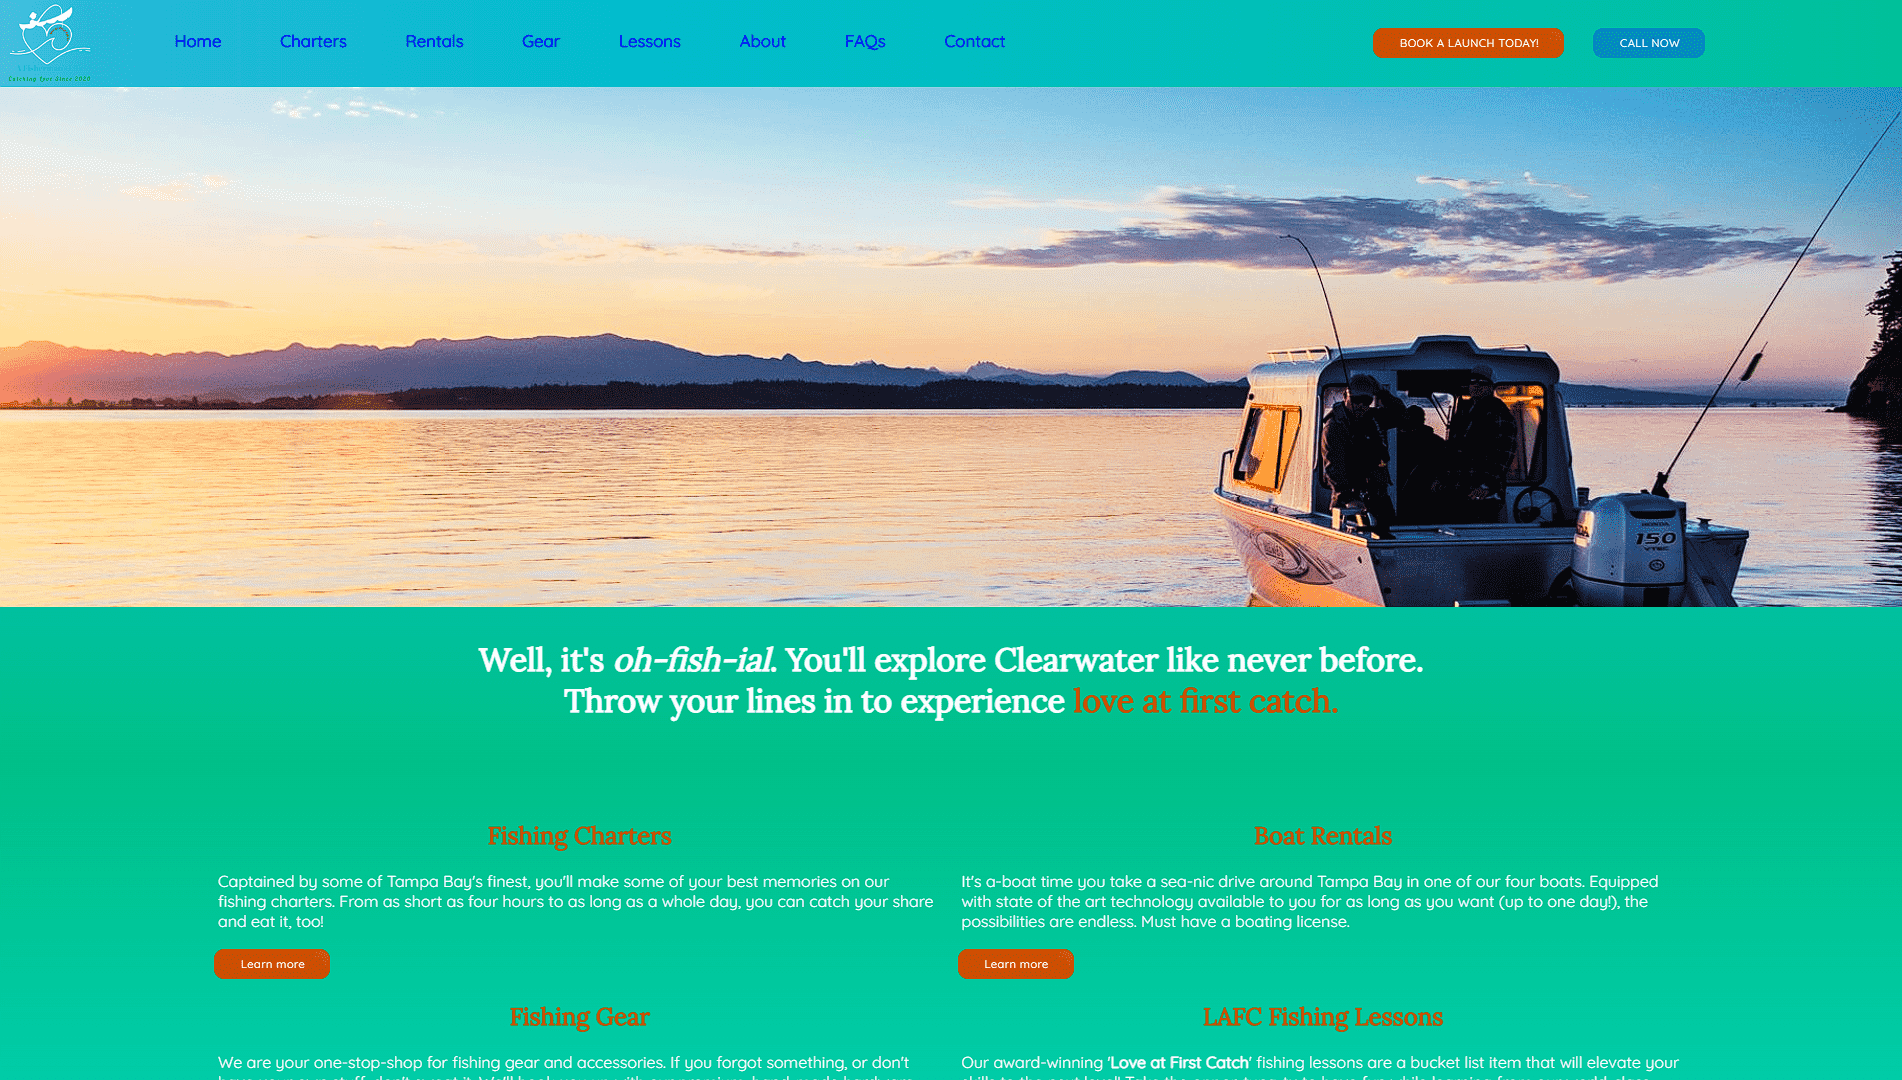 Home Charters Rentals Gear Lessons About FAQs Contact BOOK A LAUNCH TODAY! CALL NOW
Catching Love Since 2020
HONDA
150
VTEC
Well, it's oh-fish-ial. You'll explore Clearwater like never before.
Throw your lines in to experience love at first catch.
Fishing Charters
Captained by some of Tampa Bay's finest, you'll make some of your best memories on our
fishing charters. From as short as four hours to as long as a whole day, you can catch your share
and eat it, too!
Learn more
Boat Rentals
It's a-boat time you take a sea-nic drive around Tampa Bay in one of our four boats. Equipped
with state of the art technology available to you for as long as you want (up to one day!), the
possibilities are endless. Must have a boating license.
Learn more
Fishing Gear
We are your one-stop-shop for fishing gear and accessories. If you forgot something, or don't
LAFC Fishing Lessons
Our award-winning 'Love at First Catch' fishing lessons are a bucket list item that will elevate your